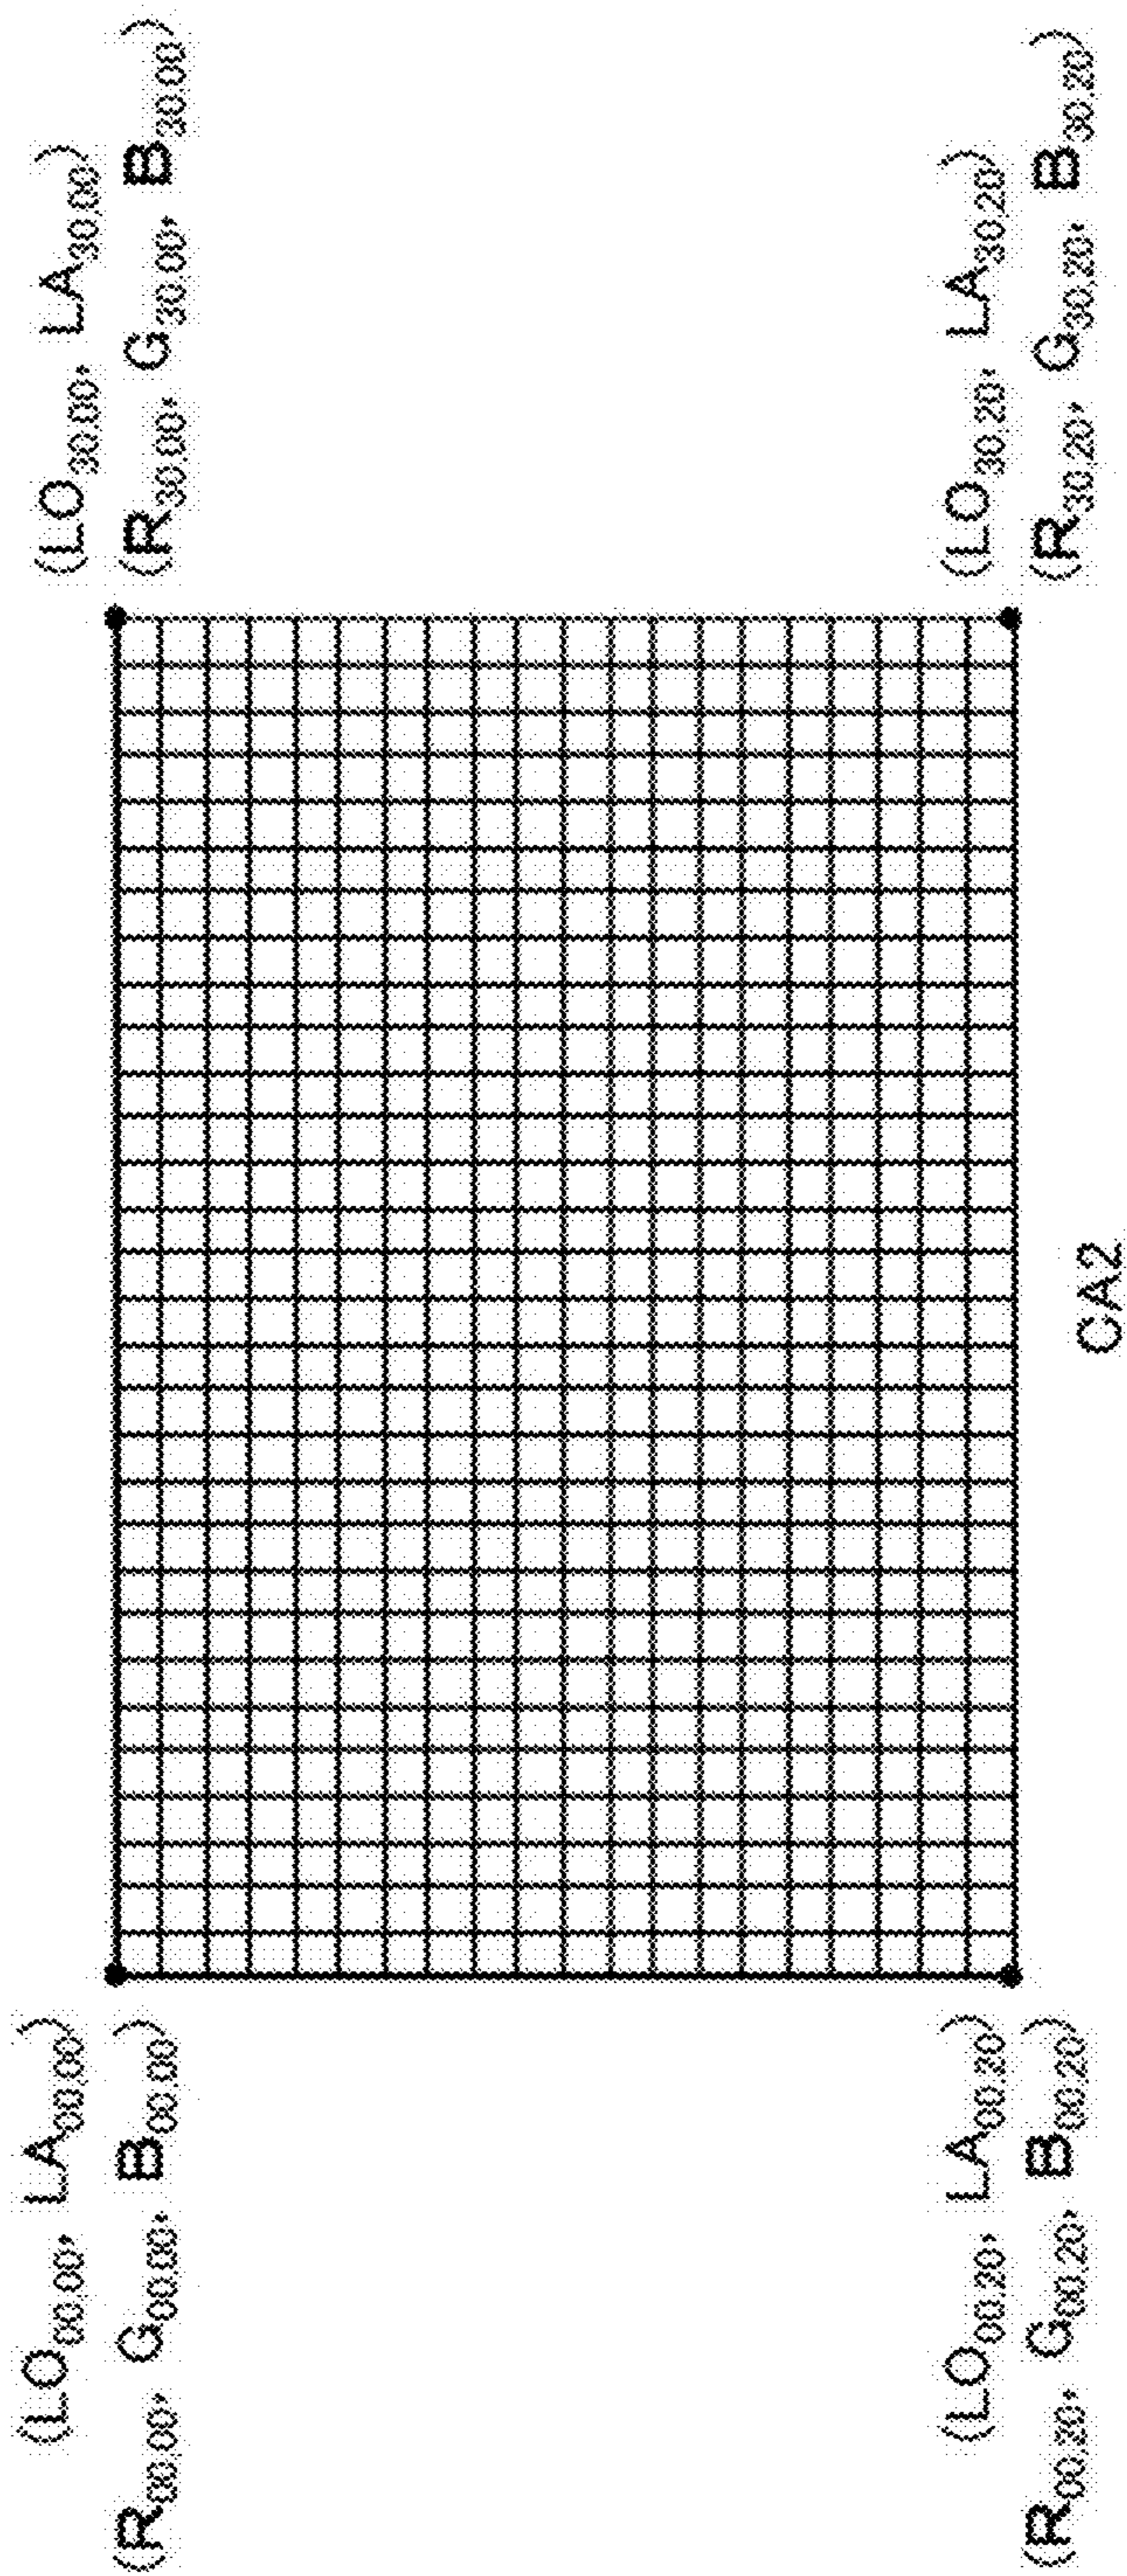 (LO00,00, LA00,00)
(R00,00, G00,00, B00,00)
(LO30,00, LA30,00)
(R30,00, G30,00, B30,00)
(LO00,20, LA00,20)
(R00,20, G00,20, B00,20)
(LO30,20, LA30,20)
(R30,20, G30,20, B30,20)
CA2